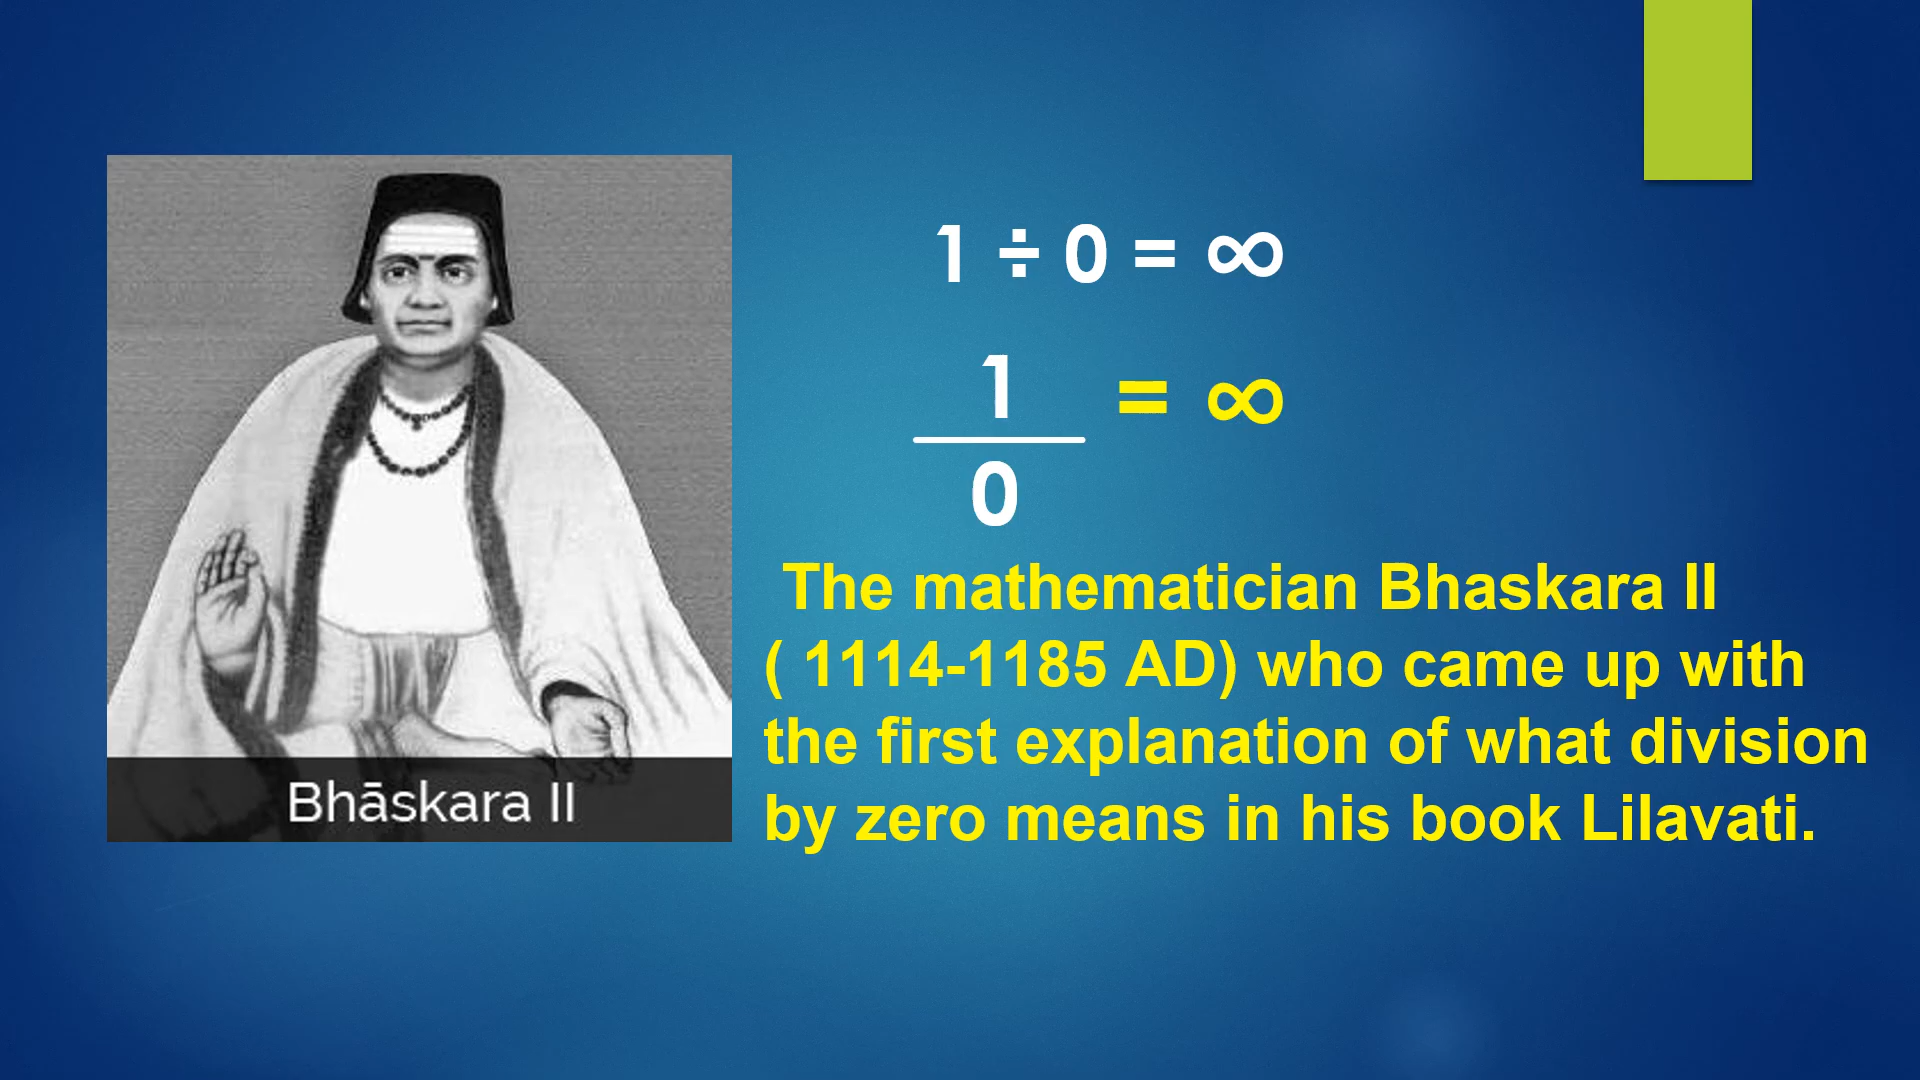 Bhāskara II
1 ÷ 0 = ∞
1
= ∞
0
The mathematician Bhaskara II
( 1114-1185 AD) who came up with
the first explanation of what division
by zero means in his book Lilavati.